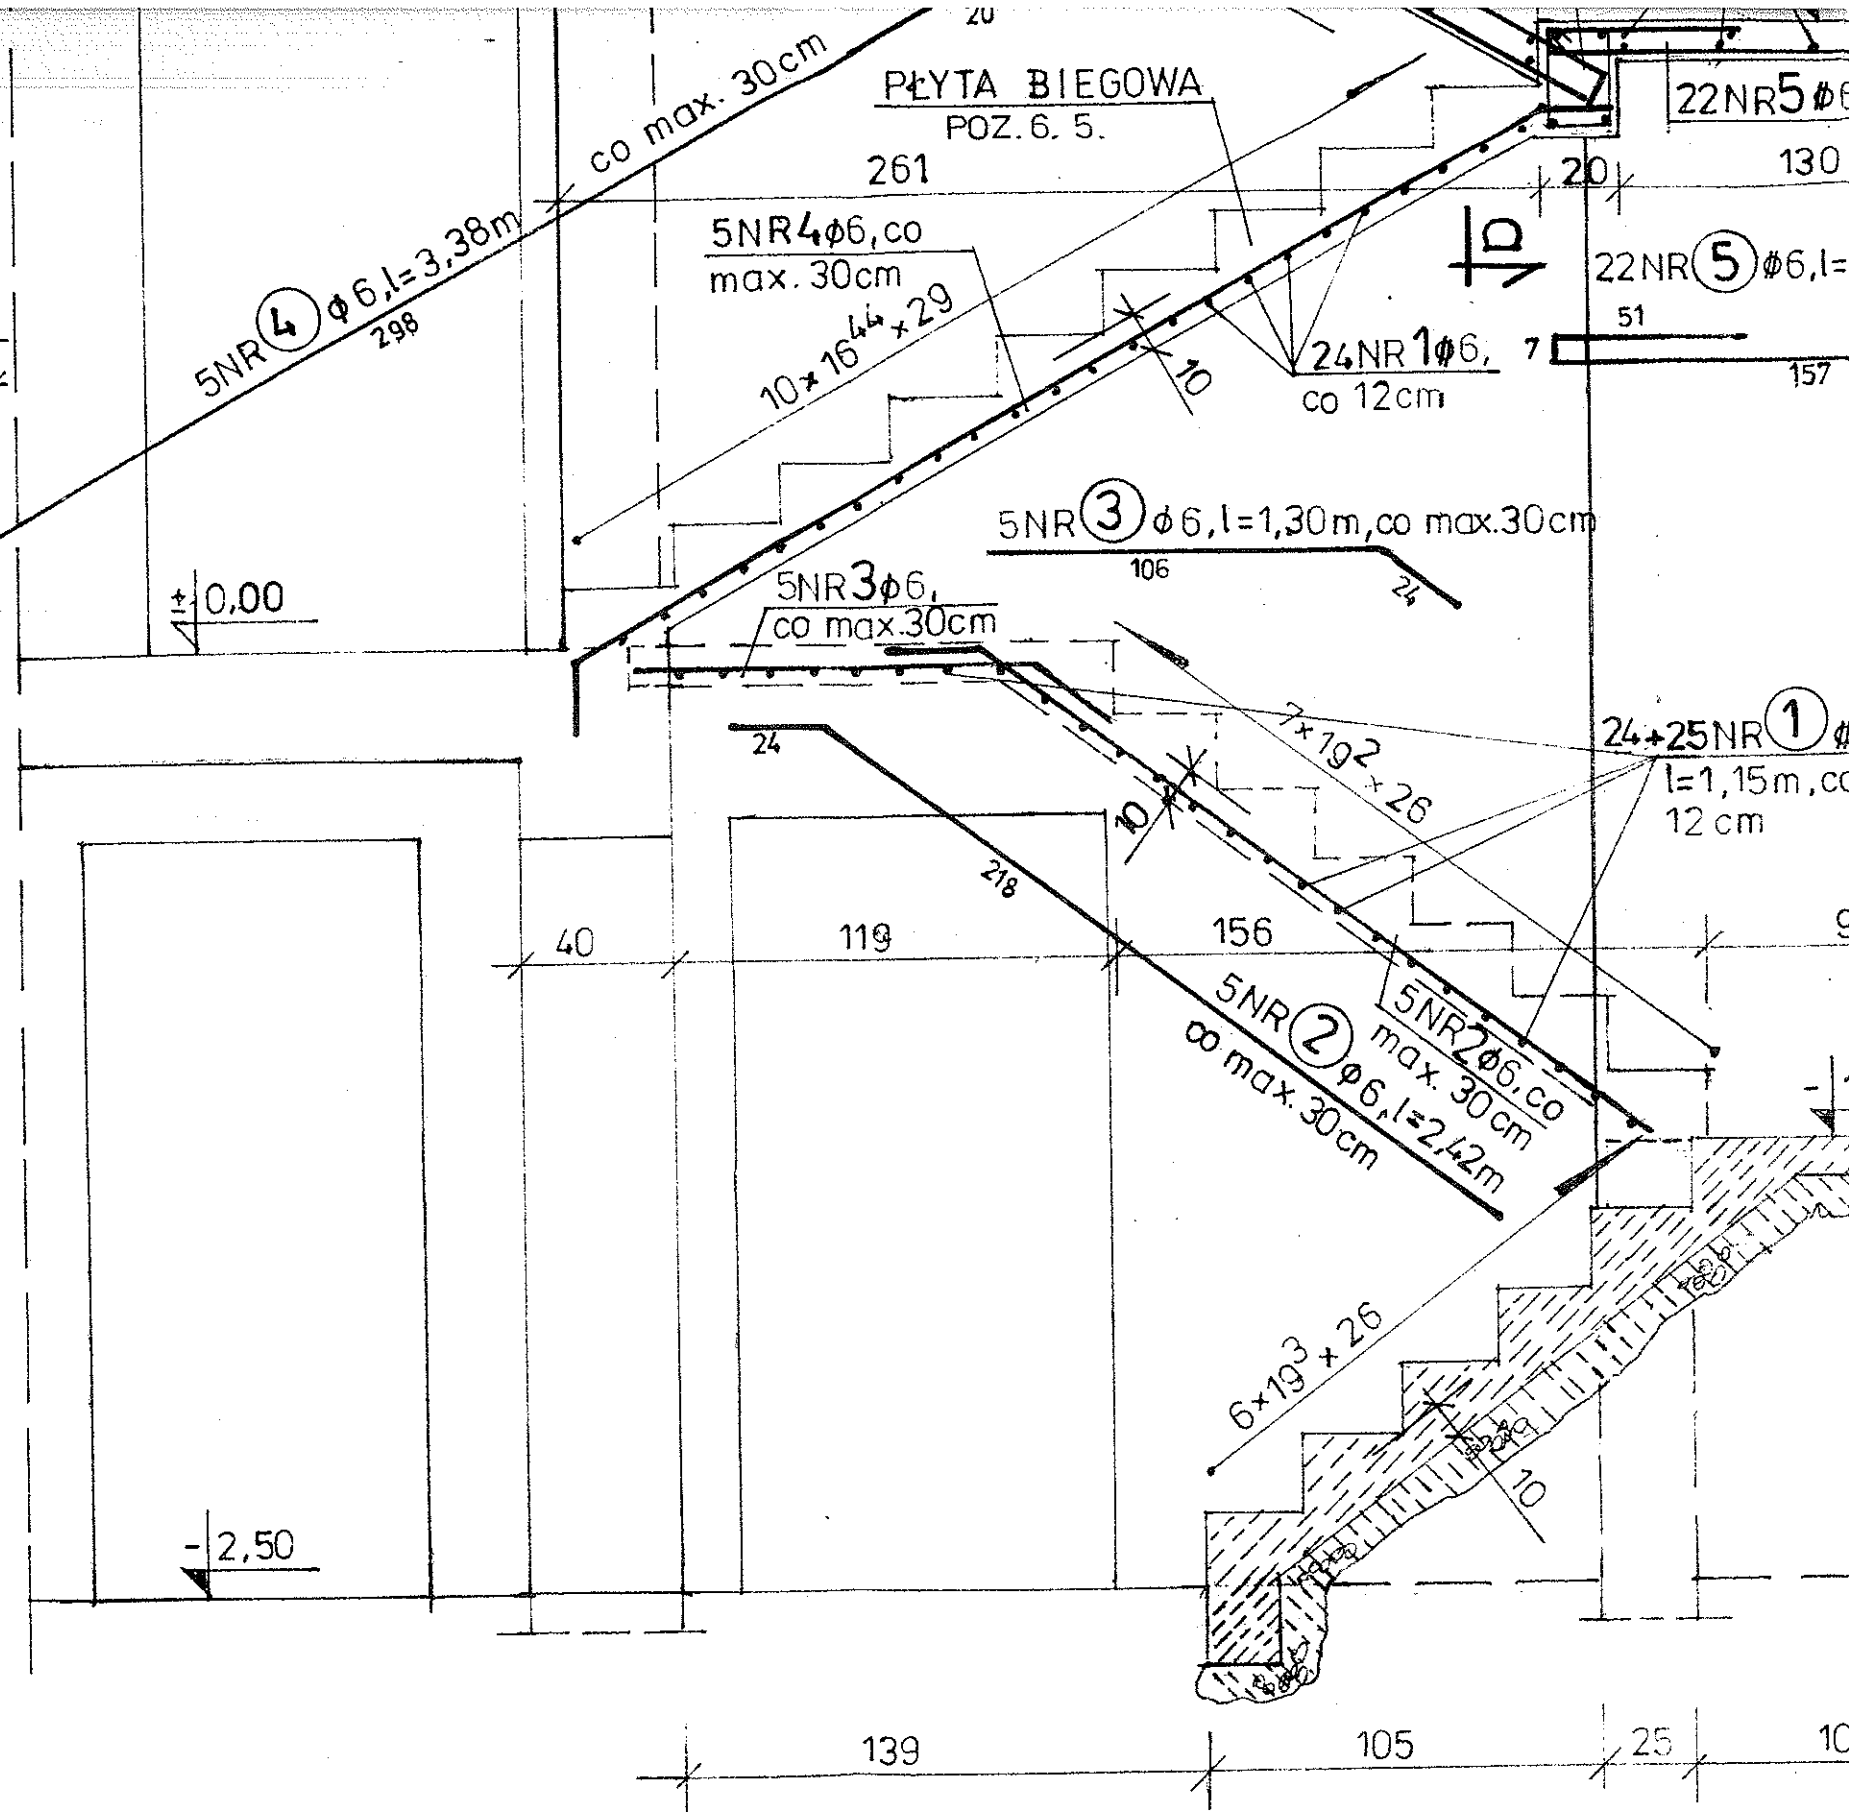 20
co max. 30cm
PŁYTA BIEGOWA
POZ. 6. 5.
22NR5φ6
261
20
130
5NR4φ6, co
max. 30cm
D
22NR5φ6, l=
5NR4φ6, l=3,38m
298
10×16⁴⁴×29
51
7
157
24NR1φ6,
co 12cm
10
5NR3φ6, l=1,30m, co max.30cm
106
24
±0,00
5NR3φ6,
co max.30cm
24
7×19²×26
24+25NR1φ
l=1,15m, co
12 cm
10
218
40
119
156
9
5NR2φ6, l=2,42m
co max. 30cm
5NR2φ6, co
max. 30cm
6×19³×26
10
-2,50
139
105
25
10